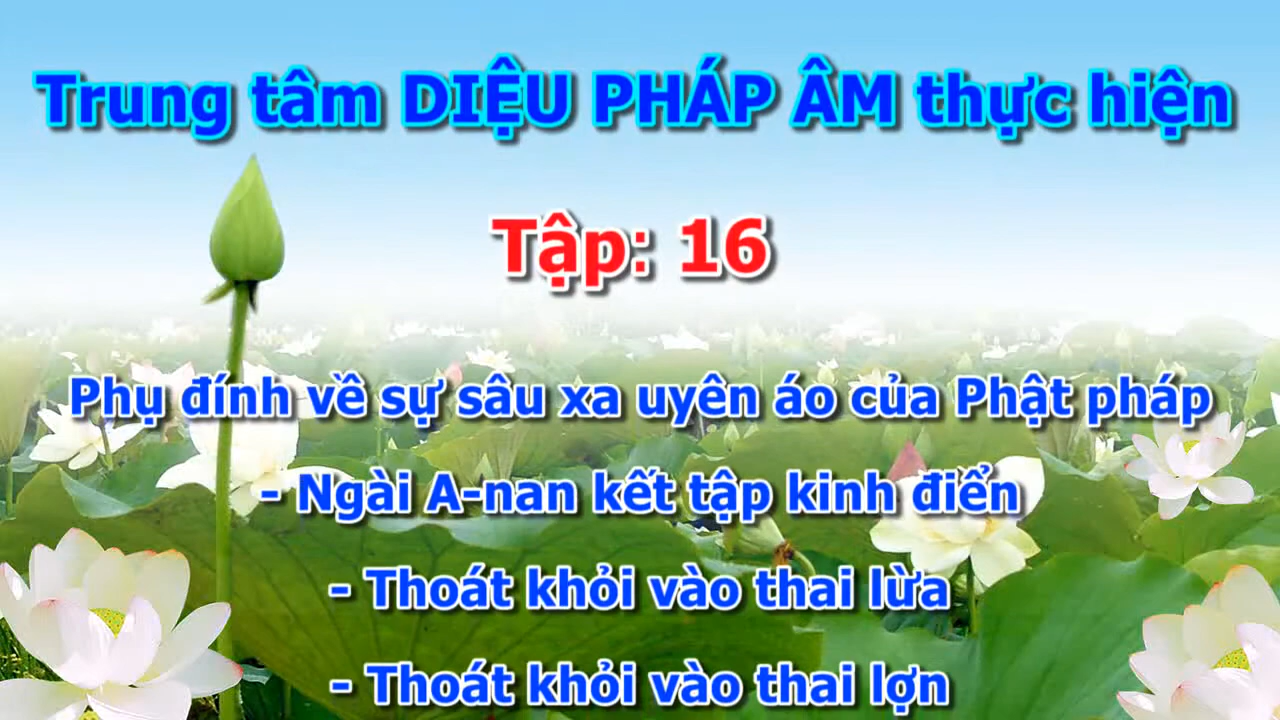 Trung tâm DIỆU PHÁP ÂM thực hiện
Tập: 16
Phụ đính về sự sâu xa uyên áo của Phật pháp
- Ngài A-nan kết tập kinh điển
- Thoát khỏi vào thai lừa
- Thoát khỏi vào thai lợn